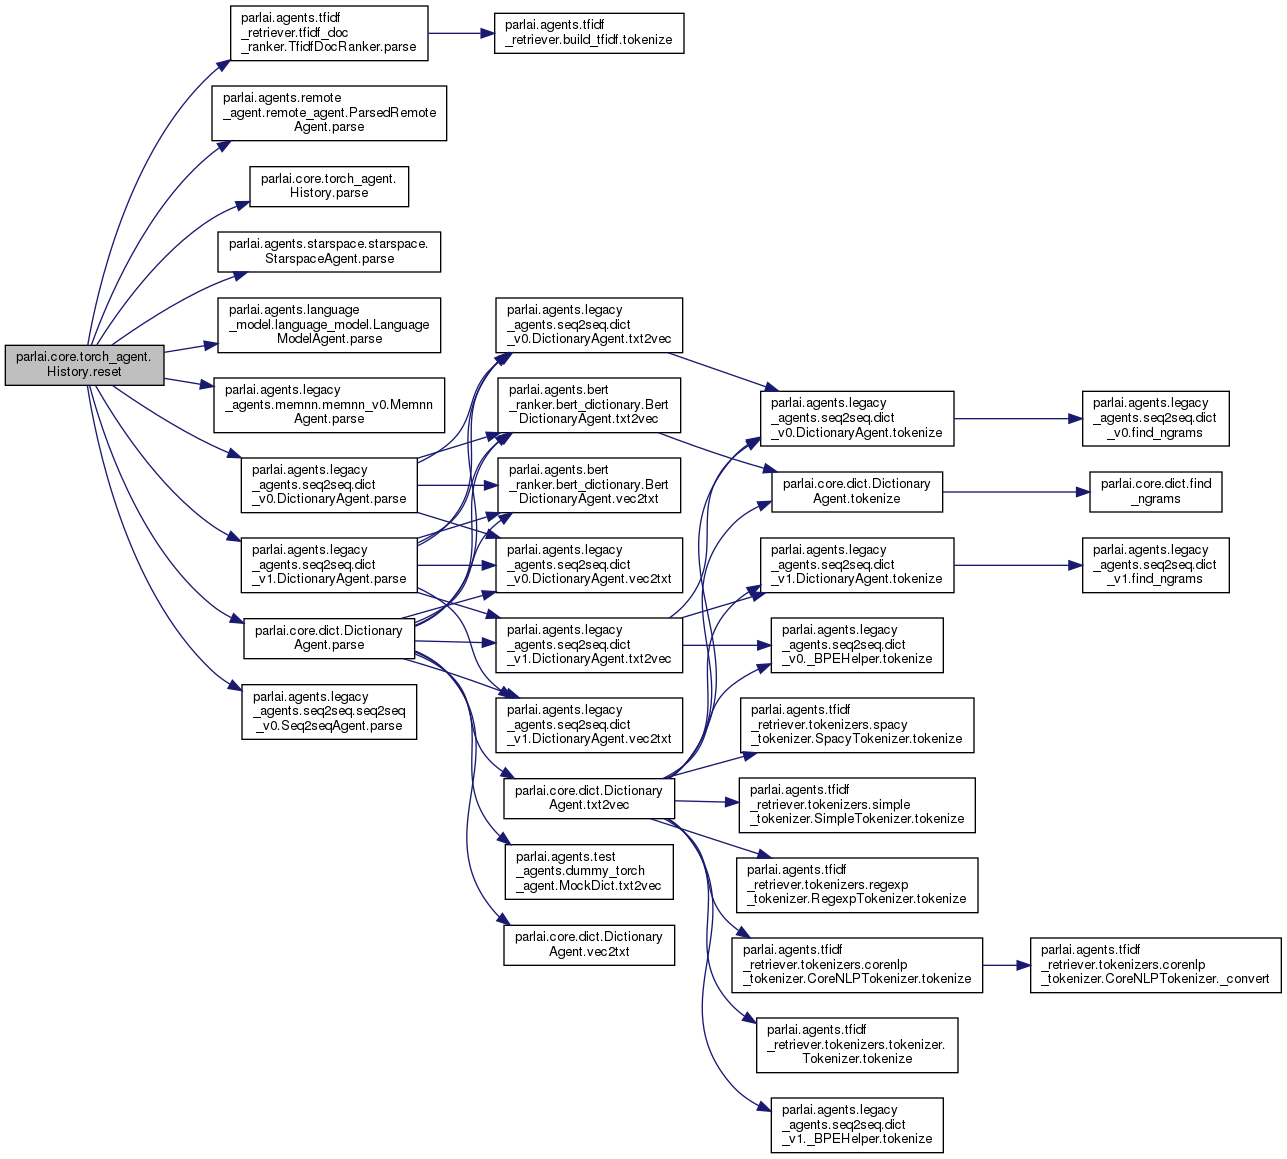 parlai.core.torch_agent.
History.reset
parlai.agents.tfidf
_retriever.tfidf_doc
_ranker.TfidfDocRanker.parse
parlai.agents.remote
_agent.remote_agent.ParsedRemote
Agent.parse
parlai.core.torch_agent.
History.parse
parlai.agents.starspace.starspace.
StarspaceAgent.parse
parlai.agents.language
_model.language_model.Language
ModelAgent.parse
parlai.agents.legacy
_agents.memnn.memnn_v0.Memnn
Agent.parse
parlai.agents.legacy
_agents.seq2seq.dict
_v0.DictionaryAgent.parse
parlai.agents.legacy
_agents.seq2seq.dict
_v1.DictionaryAgent.parse
parlai.core.dict.Dictionary
Agent.parse
parlai.agents.legacy
_agents.seq2seq.seq2seq
_v0.Seq2seqAgent.parse
parlai.agents.tfidf
_retriever.build_tfidf.tokenize
parlai.agents.legacy
_agents.seq2seq.dict
_v0.DictionaryAgent.txt2vec
parlai.agents.bert
_ranker.bert_dictionary.Bert
DictionaryAgent.txt2vec
parlai.agents.bert
_ranker.bert_dictionary.Bert
DictionaryAgent.vec2txt
parlai.agents.legacy
_agents.seq2seq.dict
_v0.DictionaryAgent.vec2txt
parlai.agents.legacy
_agents.seq2seq.dict
_v1.DictionaryAgent.txt2vec
parlai.agents.legacy
_agents.seq2seq.dict
_v1.DictionaryAgent.vec2txt
parlai.core.dict.Dictionary
Agent.txt2vec
parlai.agents.test
_agents.dummy_torch
_agent.MockDict.txt2vec
parlai.core.dict.Dictionary
Agent.vec2txt
parlai.agents.legacy
_agents.seq2seq.dict
_v0.DictionaryAgent.tokenize
parlai.core.dict.Dictionary
Agent.tokenize
parlai.agents.legacy
_agents.seq2seq.dict
_v1.DictionaryAgent.tokenize
parlai.agents.legacy
_agents.seq2seq.dict
_v0._BPEHelper.tokenize
parlai.agents.tfidf
_retriever.tokenizers.spacy
_tokenizer.SpacyTokenizer.tokenize
parlai.agents.tfidf
_retriever.tokenizers.simple
_tokenizer.SimpleTokenizer.tokenize
parlai.agents.tfidf
_retriever.tokenizers.regexp
_tokenizer.RegexpTokenizer.tokenize
parlai.agents.tfidf
_retriever.tokenizers.corenlp
_tokenizer.CoreNLPTokenizer.tokenize
parlai.agents.tfidf
_retriever.tokenizers.tokenizer.
Tokenizer.tokenize
parlai.agents.legacy
_agents.seq2seq.dict
_v1._BPEHelper.tokenize
parlai.agents.legacy
_agents.seq2seq.dict
_v0.find_ngrams
parlai.core.dict.find
_ngrams
parlai.agents.legacy
_agents.seq2seq.dict
_v1.find_ngrams
parlai.agents.tfidf
_retriever.tokenizers.corenlp
_tokenizer.CoreNLPTokenizer._convert